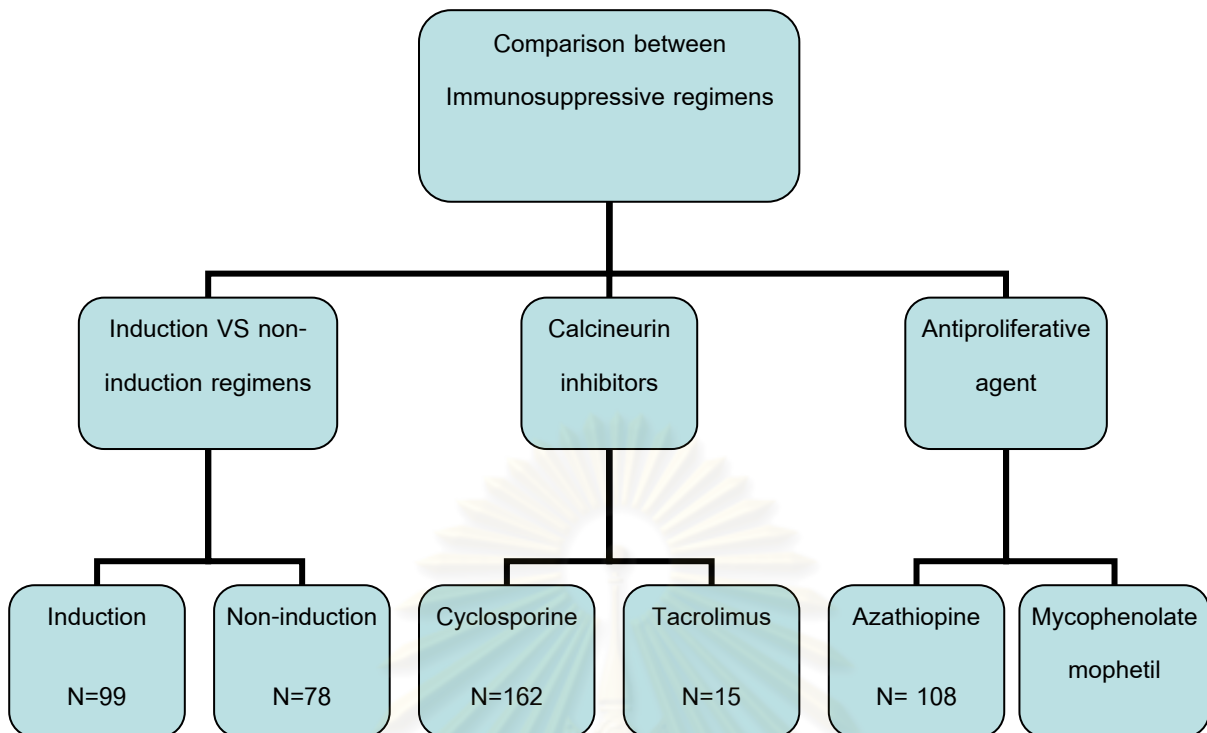 Comparison between
Immunosuppressive regimens
Induction VS non-
induction regimens
Calcineurin
inhibitors
Antiproliferative
agent
Induction
N=99
Non-induction
N=78
Cyclosporine
N=162
Tacrolimus
N=15
Azathiopine
N= 108
Mycophenolate
mophetil